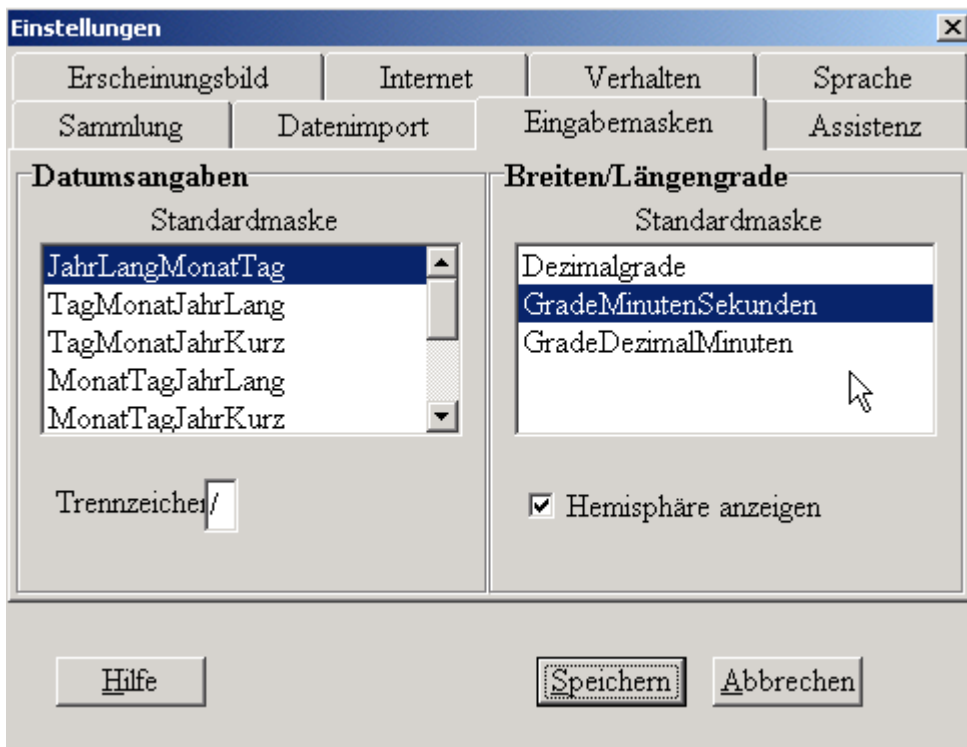 Einstellungen
Erscheinungsbild Internet Verhalten Sprache
Sammlung Datenimport Eingabemasken Assistenz
Datumsangaben
Standardmaske
JahrLangMonatTag
TagMonatJahrLang
TagMonatJahrKurz
MonatTagJahrLang
MonatTagJahrKurz
Trennzeichen /
Breiten/Längengrade
Standardmaske
Dezimalgrade
GradeMinutenSekunden
GradeDezimalMinuten
Hemisphäre anzeigen
Hilfe Speichern Abbrechen